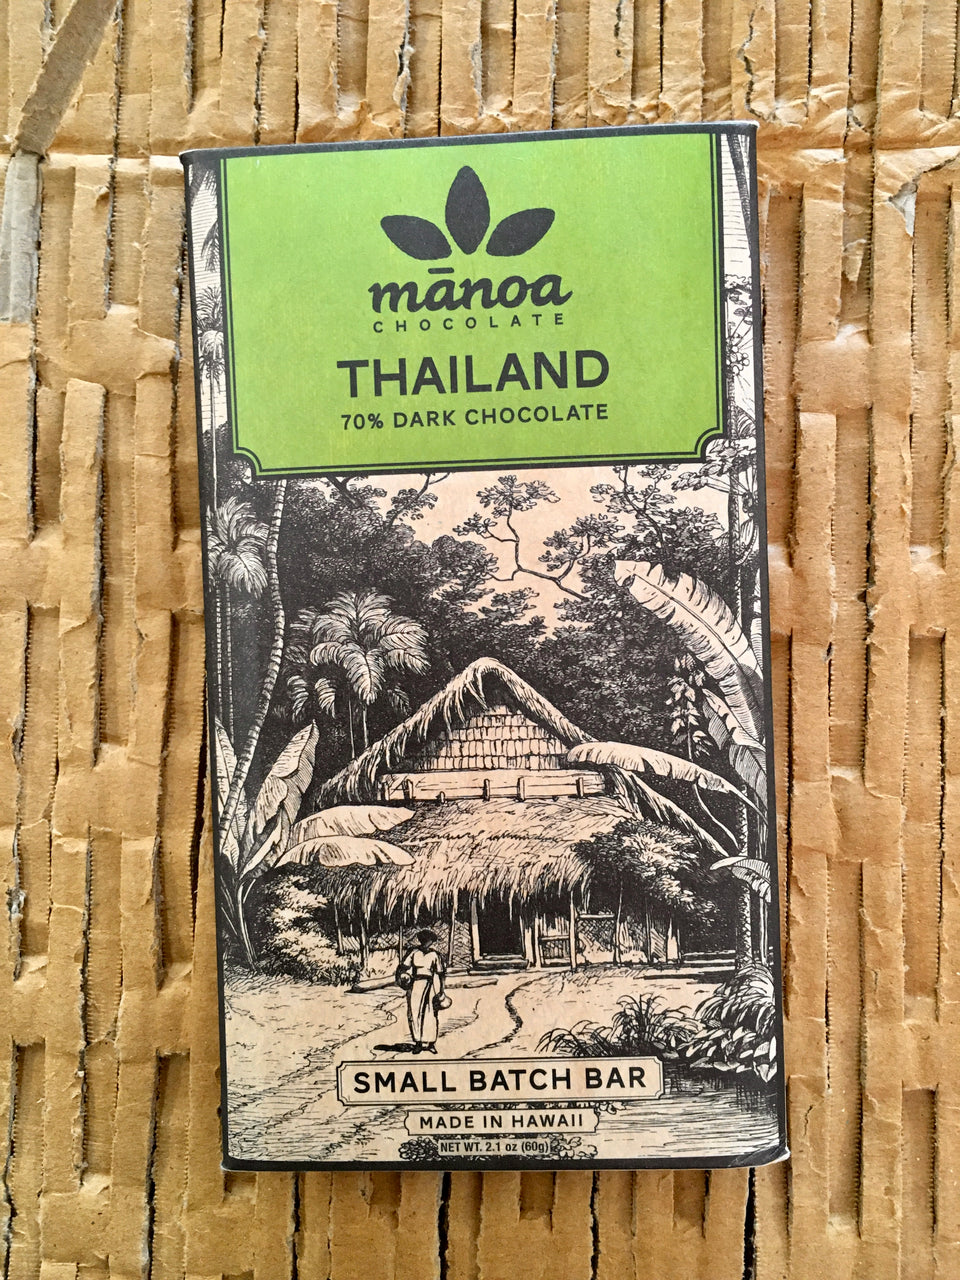 mānoa
CHOCOLATE
THAILAND
70% DARK CHOCOLATE
SMALL BATCH BAR
MADE IN HAWAII
NET WT. 2.1 oz (60g)